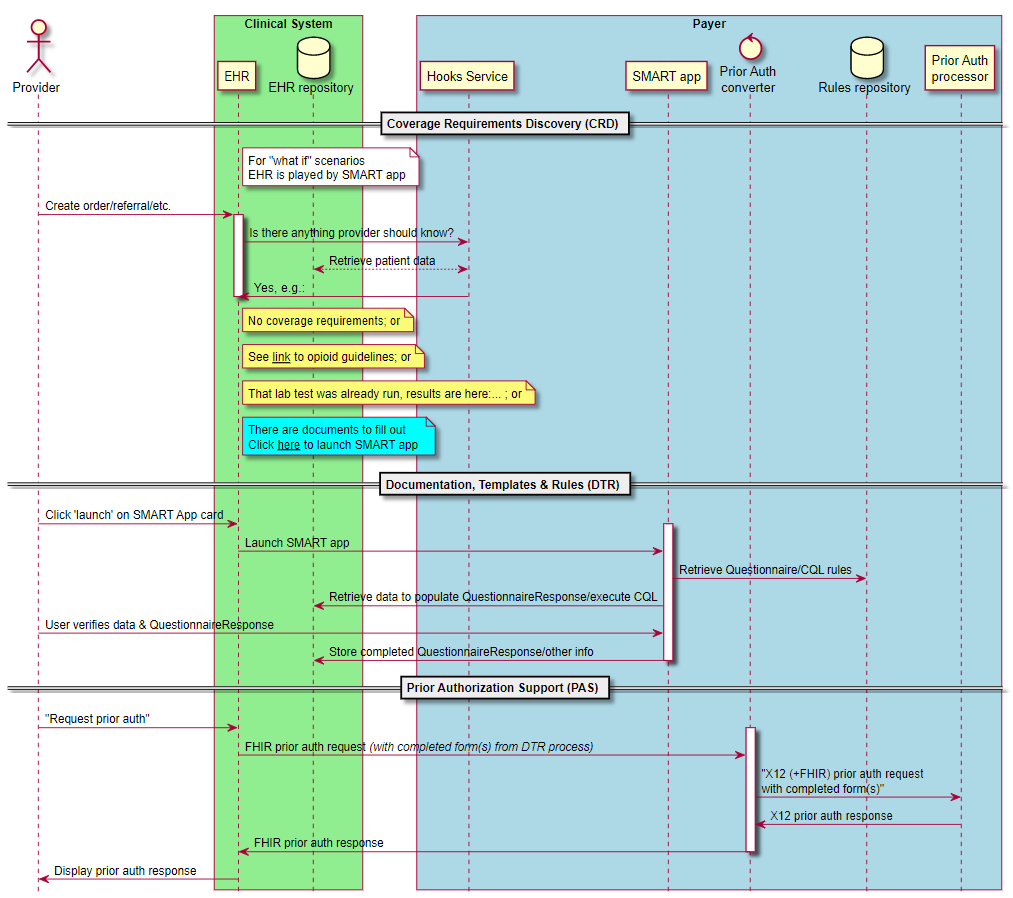 Clinical System
Payer
Provider
EHR
EHR repository
Hooks Service
SMART app
Prior Auth
converter
Rules repository
Prior Auth
processor
Coverage Requirements Discovery (CRD)
For "what if" scenarios
EHR is played by SMART app
Create order/referral/etc.
Is there anything provider should know?
Retrieve patient data
Yes, e.g.:
No coverage requirements; or
See link to opioid guidelines; or
That lab test was already run, results are here:... ; or
There are documents to fill out
Click here to launch SMART app
Documentation, Templates & Rules (DTR)
Click 'launch' on SMART App card
Launch SMART app
Retrieve Questionnaire/CQL rules
Retrieve data to populate QuestionnaireResponse/execute CQL
User verifies data & QuestionnaireResponse
Store completed QuestionnaireResponse/other info
Prior Authorization Support (PAS)
"Request prior auth"
FHIR prior auth request (with completed form(s) from DTR process)
"X12 (+FHIR) prior auth request
with completed form(s)"
X12 prior auth response
FHIR prior auth response
Display prior auth response